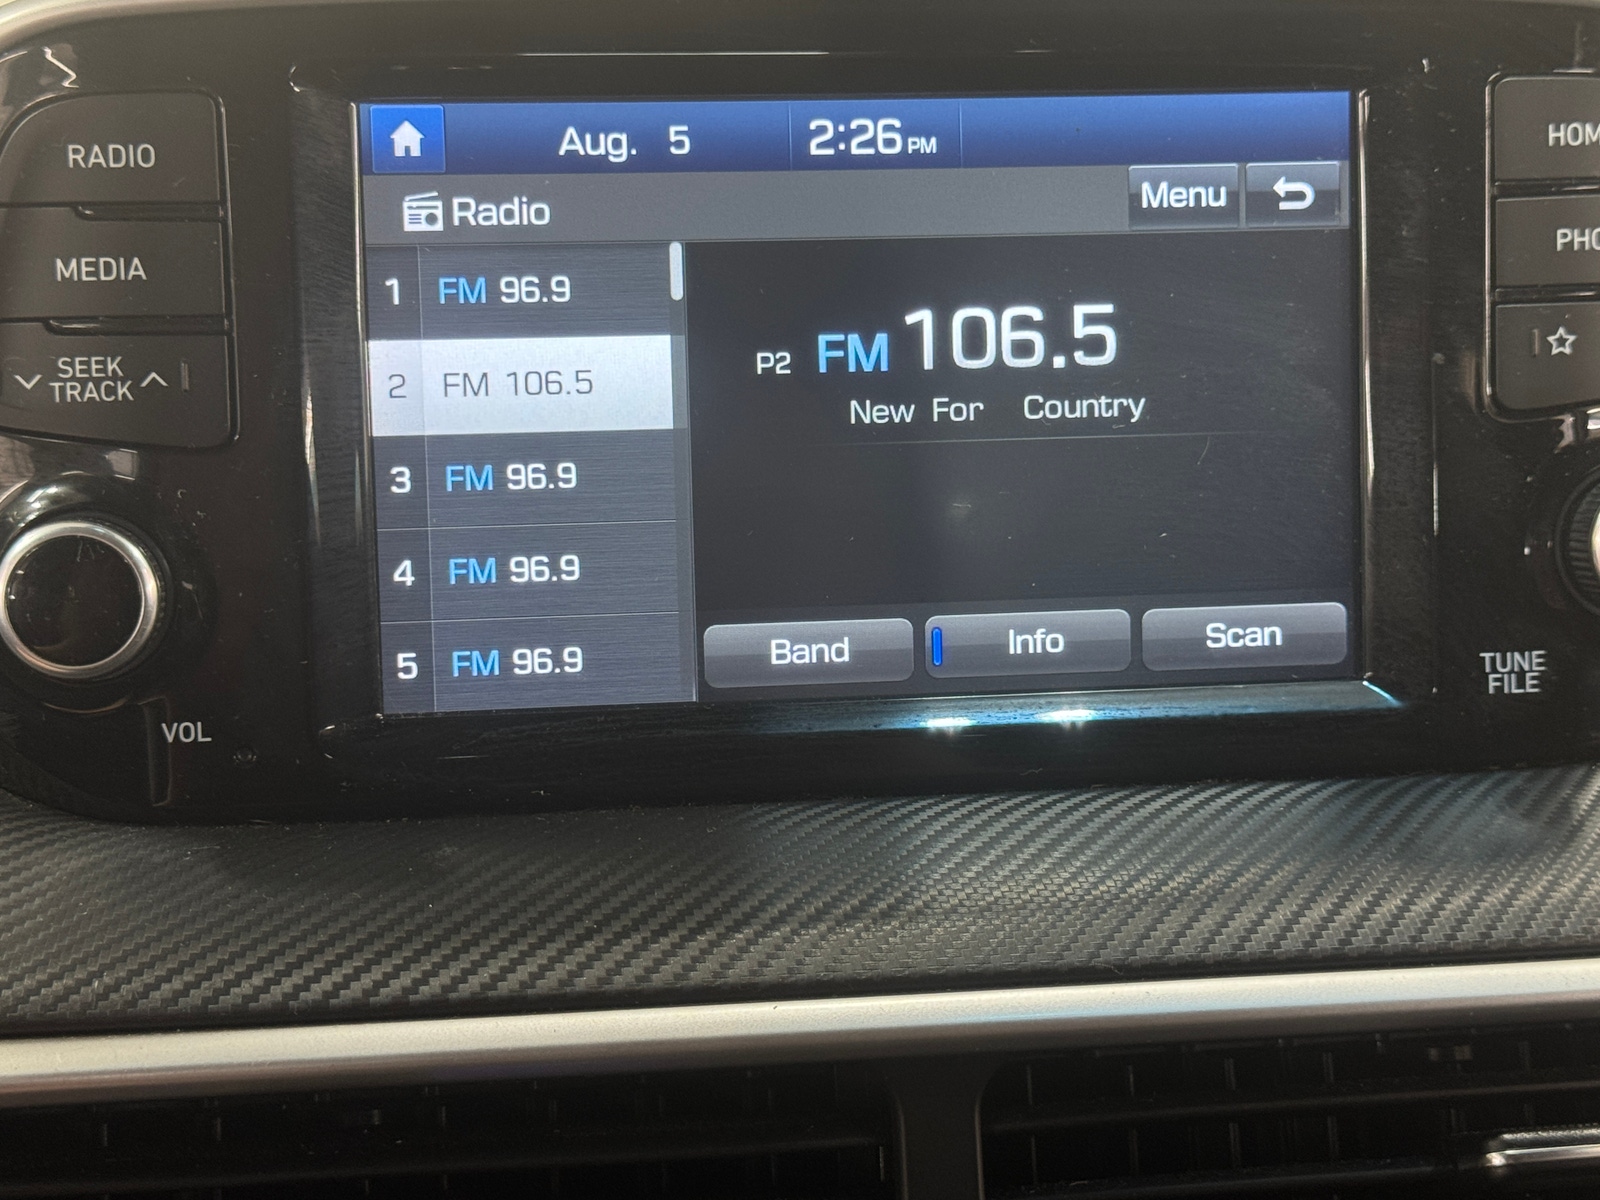 RADIO
MEDIA
SEEK
TRACK
VOL
Aug. 5 2:26 PM
Radio
Menu
1 FM 96.9
2 FM 106.5
3 FM 96.9
4 FM 96.9
5 FM 96.9
P2 FM 106.5
New For Country
Band
Info
Scan
HOM
PHO
TUNE
FILE